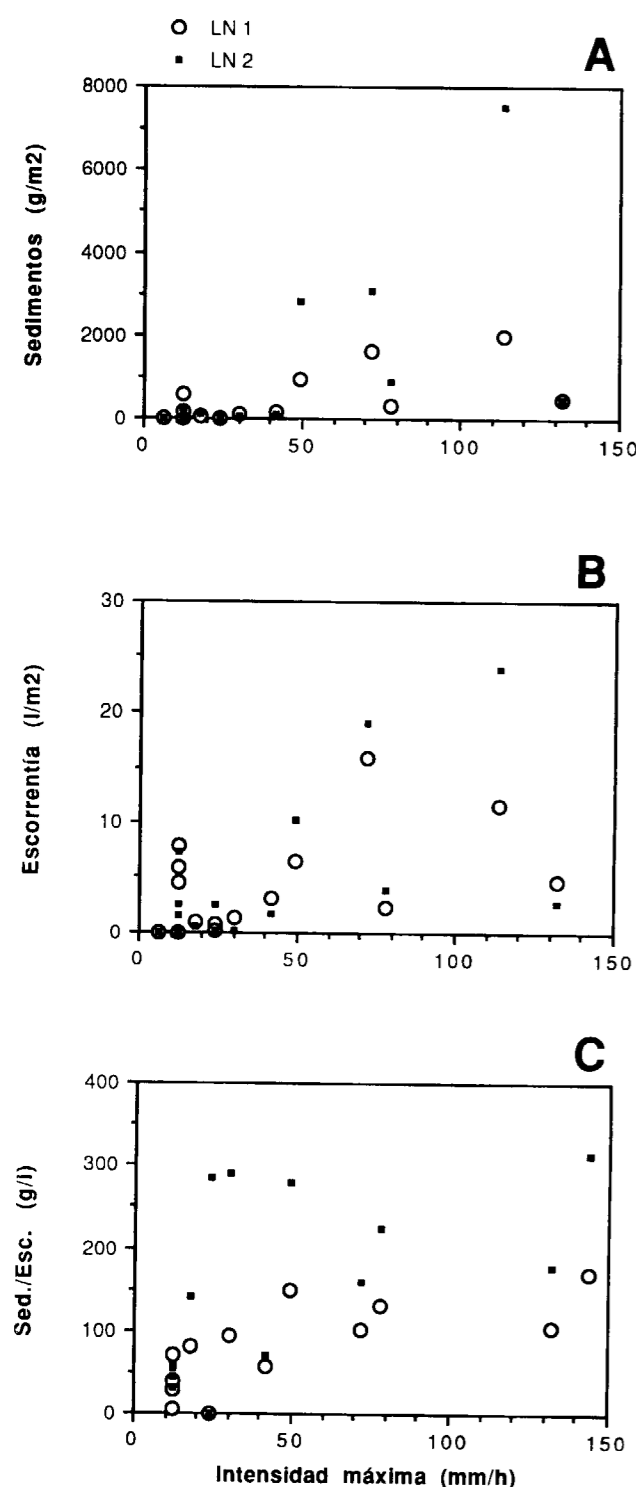 LN 1
LN 2
A
Sedimentos (g/m2)
8000
6000
4000
2000
0
0 50 100 150
B
Escorrentía (l/m2)
30
20
10
0
0 50 100 150
C
Sed./Esc. (g/l)
400
300
200
100
0
0 50 100 150
Intensidad máxima (mm/h)